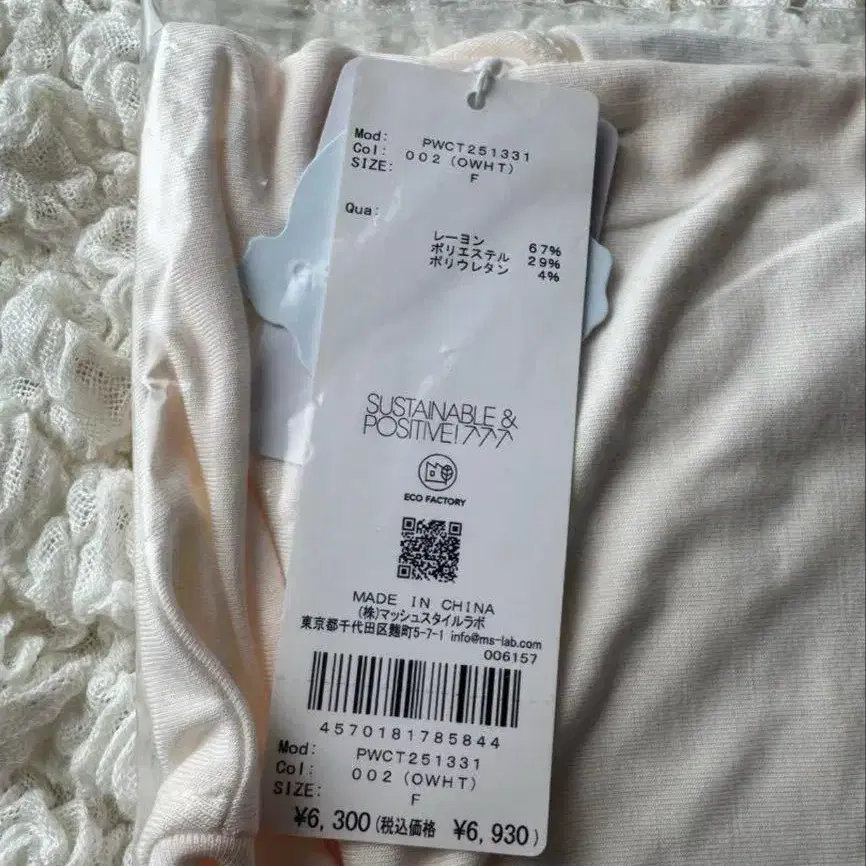 Mod: PWCT251331
Col: 002 (OWHT)
SIZE: F
Qua:
レーヨン 67%
ポリエステル 29%
ポリウレタン 4%
SUSTAINABLE &
POSITIVE!↗↗↗
ECO FACTORY
MADE IN CHINA
(株)マッシュスタイルラボ
東京都千代田区麹町5-7-1 info@ms-lab.com
006157
4570181785844
Mod: PWCT251331
Col: 002 (OWHT)
SIZE: F
¥6,300(税込価格 ¥6,930)